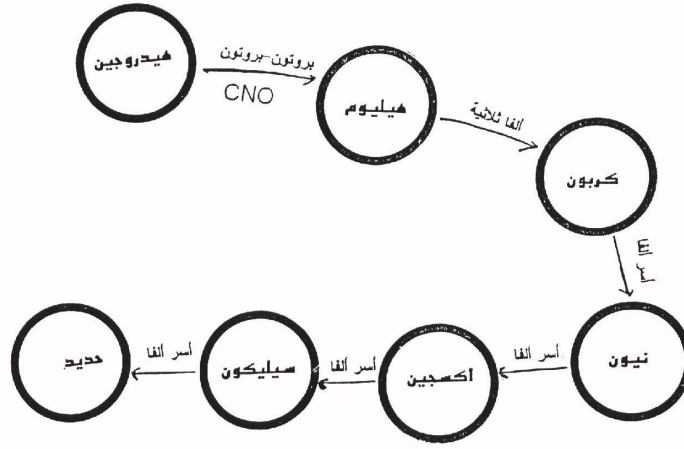 هيدروجين
بروتون-بروتون
CNO
هيليوم
ألفا ثلاثية
كربون
أسر ألفا
نيون
أسر ألفا
أكسجين
أسر ألفا
سيليكون
أسر ألفا
حديد